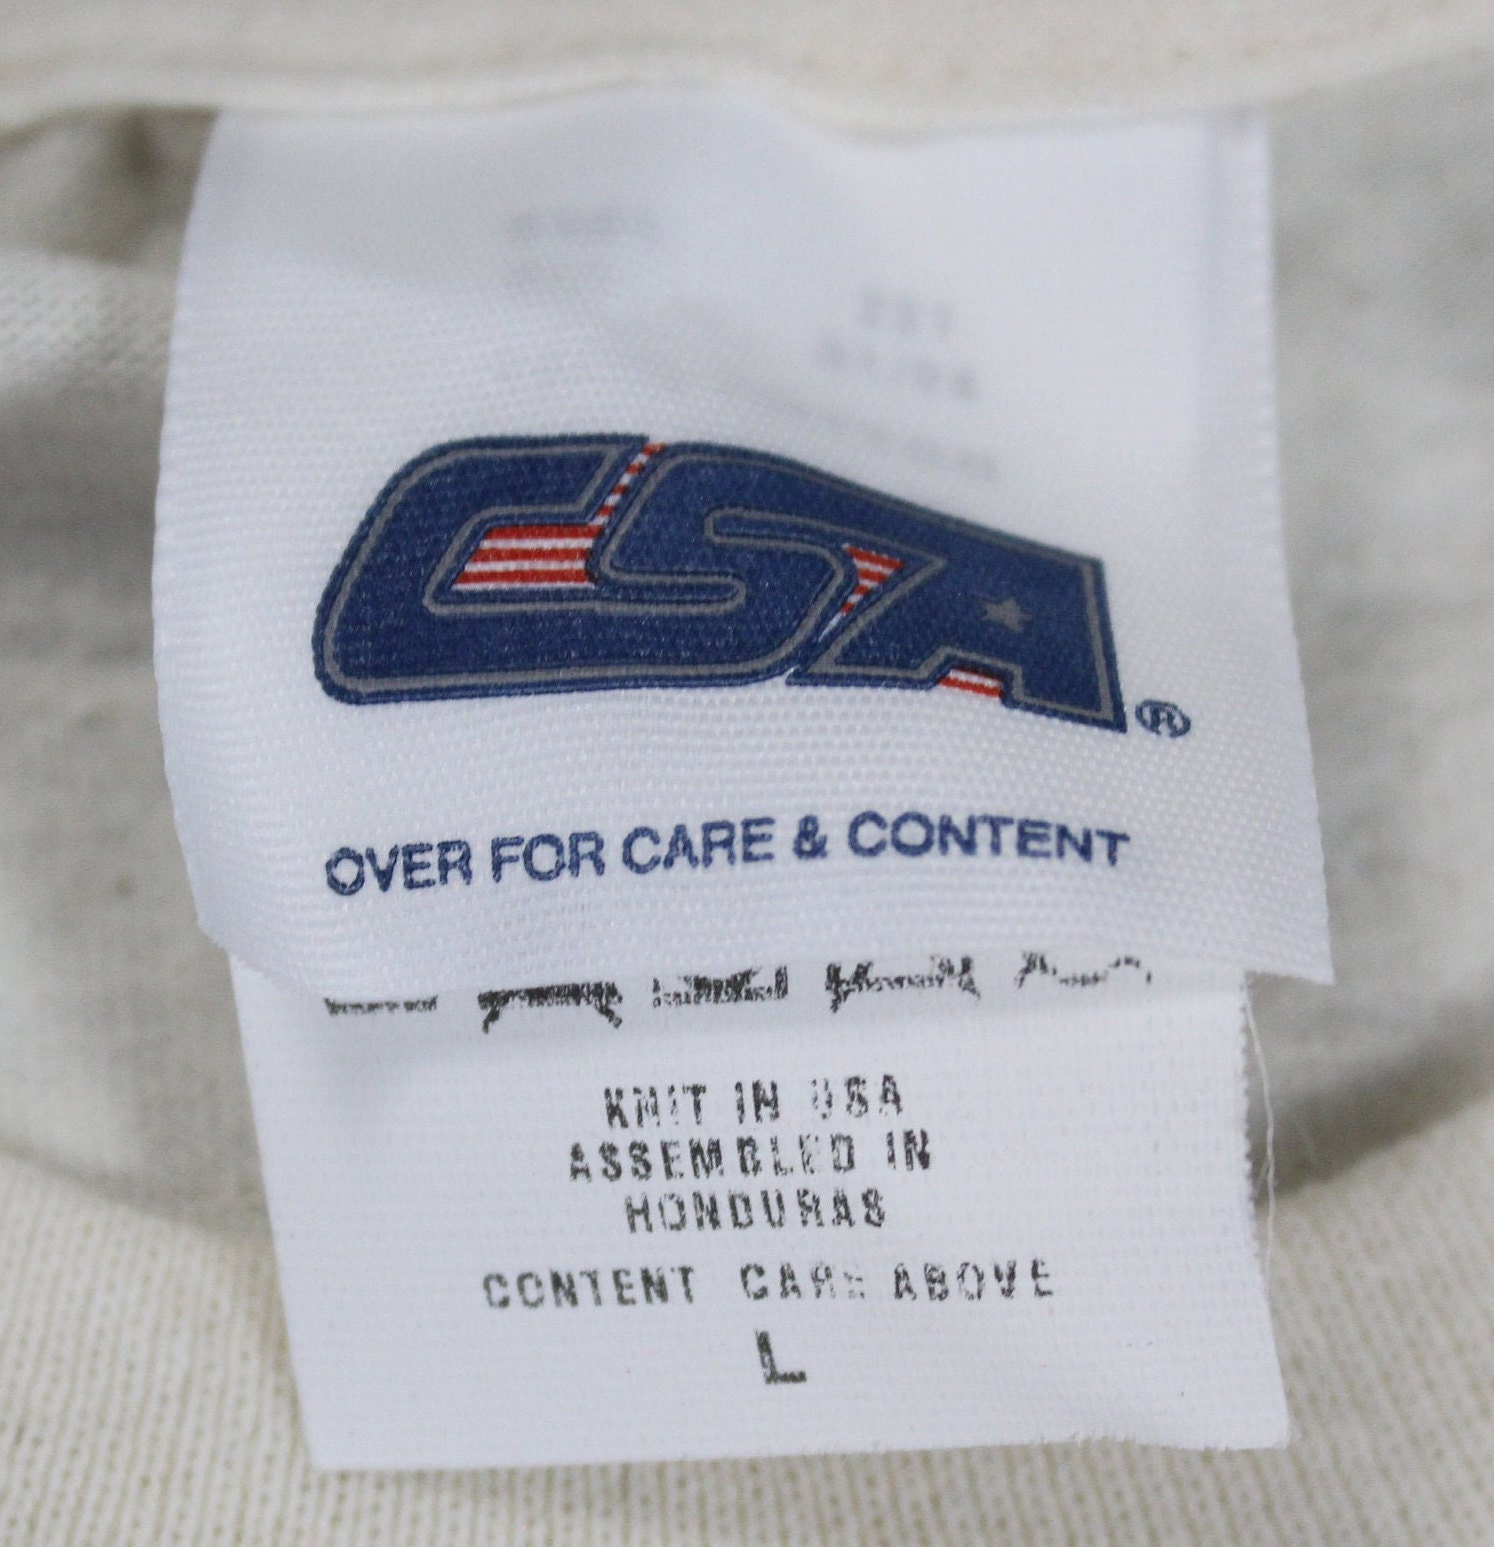 CSA®
OVER FOR CARE & CONTENT
KNIT IN USA
ASSEMBLED IN
HONDURAS
CONTENT CARE ABOVE
L